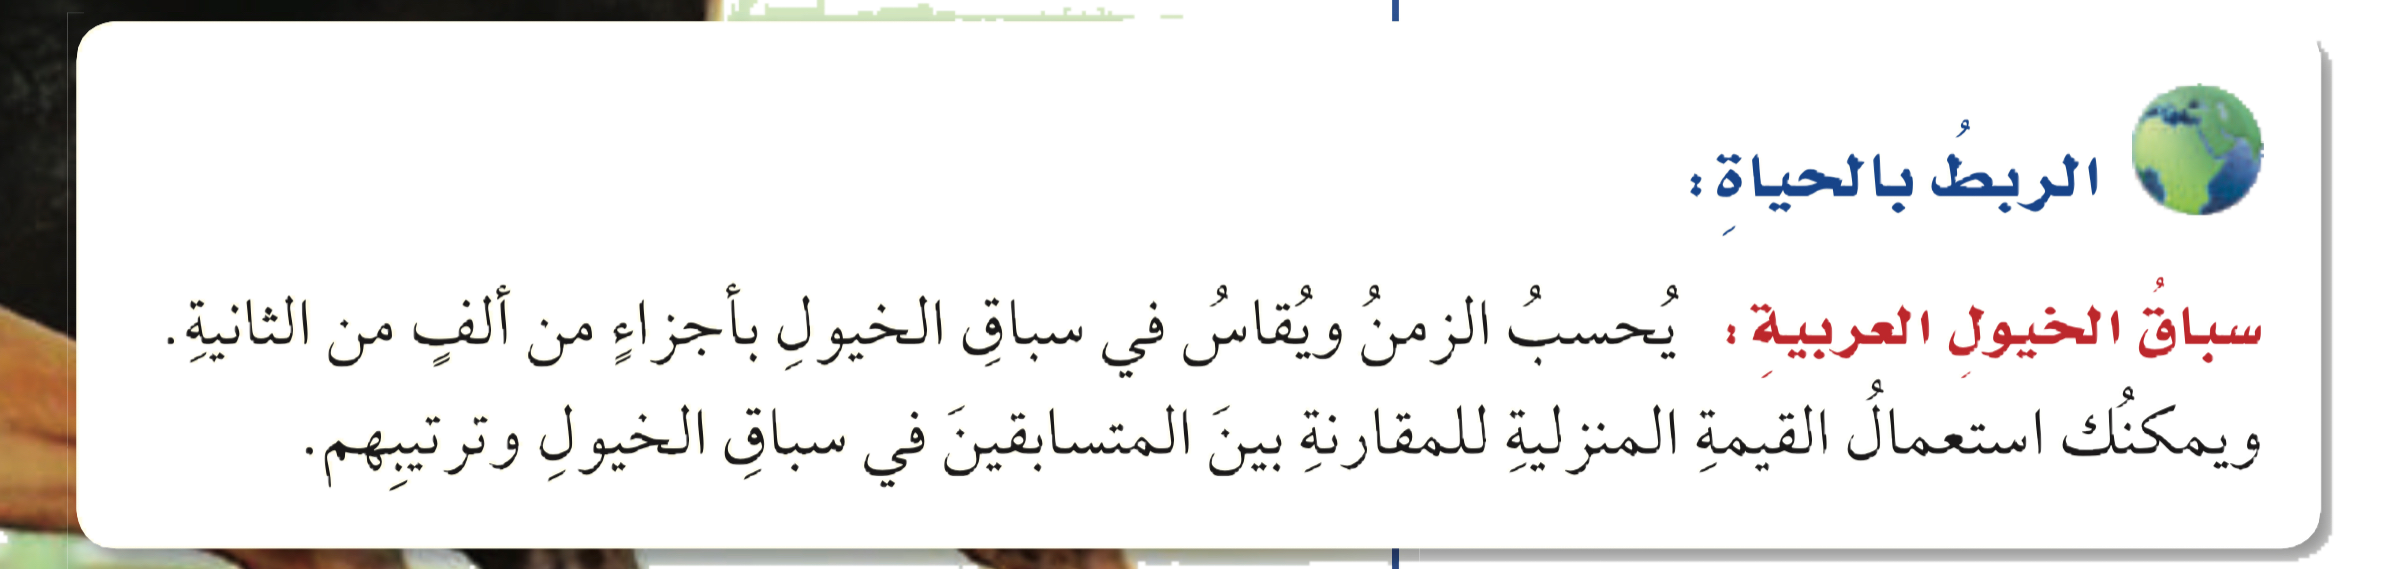 الربطُ بالحياةِ:
سباقُ الخيولِ العربيةِ: يُحسبُ الزمنُ ويُقاسُ في سباقِ الخيولِ بأجزاءٍ من ألفٍ من الثانيةِ.
ويمكنُك استعمالُ القيمةِ المنزليةِ للمقارنةِ بينَ المتسابقينَ في سباقِ الخيولِ وترتيبِهم.